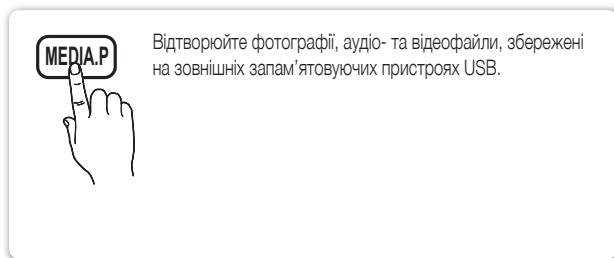 MEDIA.P
Відтворюйте фотографії, аудіо- та відеофайли, збережені
на зовнішніх запам’ятовуючих пристроях USB.